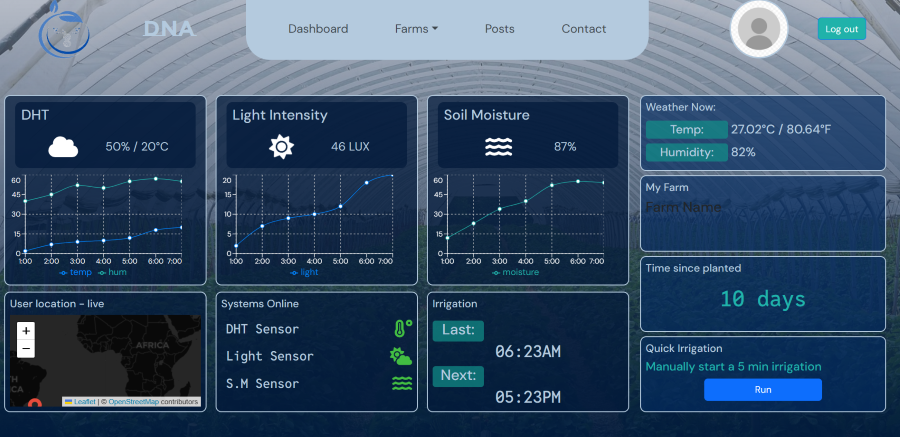 DNA
Dashboard
Farms
Posts
Contact
Log out
DHT
50% / 20°C
60
45
30
15
0
1:00 2:00 3:00 4:00 5:00 6:00 7:00
temp hum
Light Intensity
46 LUX
20
15
10
5
0
1:00 2:00 3:00 4:00 5:00 6:00 7:00
light
Soil Moisture
87%
60
45
30
15
0
1:00 2:00 3:00 4:00 5:00 6:00 7:00
moisture
Weather Now:
Temp: 27.02°C / 80.64°F
Humidity: 82%
My Farm
Farm Name
Time since planted
10 days
Quick Irrigation
Manually start a 5 min irrigation
Run
User location - live
+
−
AFRICA
Leaflet | © OpenStreetMap contributors
Systems Online
DHT Sensor
Light Sensor
S.M Sensor
Irrigation
Last:
06:23AM
Next:
05:23PM